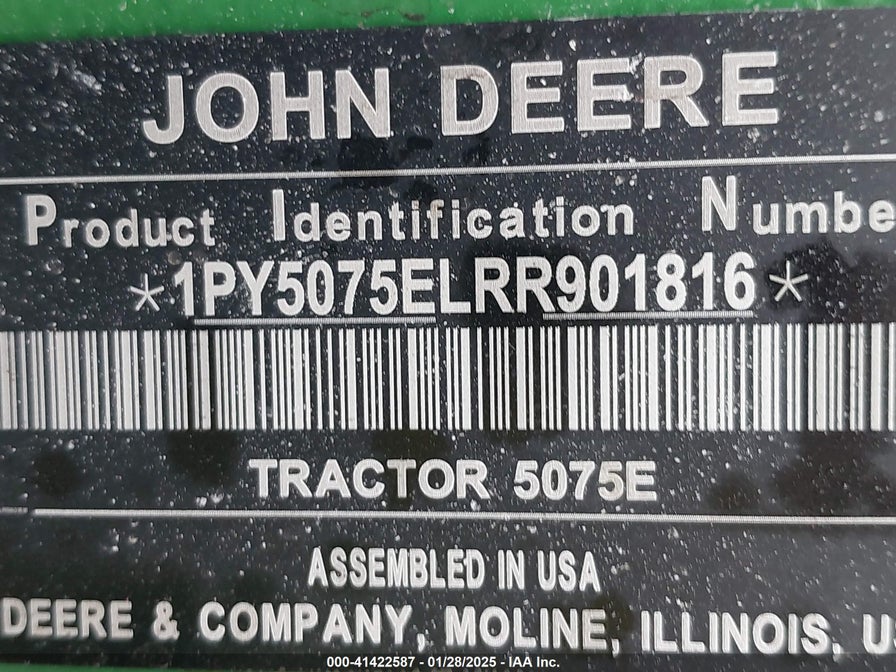 JOHN DEERE
Product Identification Numbe
*1PY5075ELRR901816*
TRACTOR 5075E
ASSEMBLED IN USA
DEERE & COMPANY, MOLINE, ILLINOIS, U
000-41422587 - 01/28/2025 - IAA Inc.